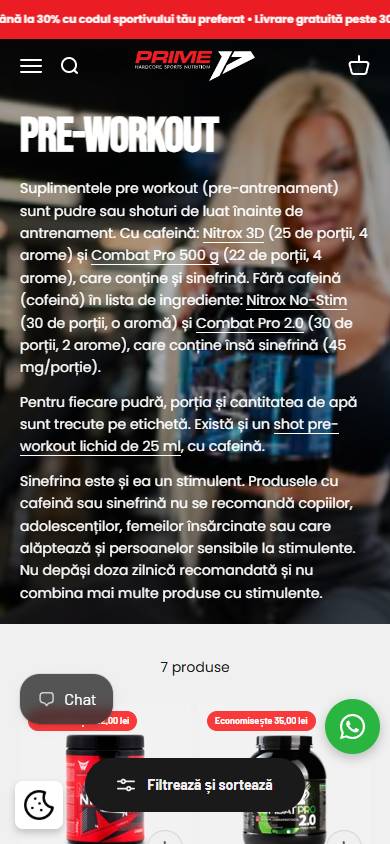 ână la 30% cu codul sportivului tău preferat • Livrare gratuită peste 30
PRIME
HARDCORE SPORTS NUTRITION
PRE-WORKOUT
Suplimentele pre workout (pre-antrenament)
sunt pudre sau shoturi de luat înainte de
antrenament. Cu cafeină: Nitrox 3D (25 de porții, 4
arome) și Combat Pro 500 g (22 de porții, 4
arome), care conține și sinefrină. Fără cafeină
(cofeină) în lista de ingrediente: Nitrox No-Stim
(30 de porții, o aromă) și Combat Pro 2.0 (30 de
porții, 2 arome), care conține însă sinefrină (45
mg/porție).
Pentru fiecare pudră, porția și cantitatea de apă
sunt trecute pe etichetă. Există și un shot pre-
workout lichid de 25 ml, cu cafeină.
Sinefrina este și ea un stimulent. Produsele cu
cafeină sau sinefrină nu se recomandă copiilor,
adolescenților, femeilor însărcinate sau care
alăptează și persoanelor sensibile la stimulente.
Nu depăși doza zilnică recomandată și nu
combina mai multe produse cu stimulente.
7 produse
Chat
2,00 lei
Economisește 35,00 lei
Filtrează și sortează
2.0